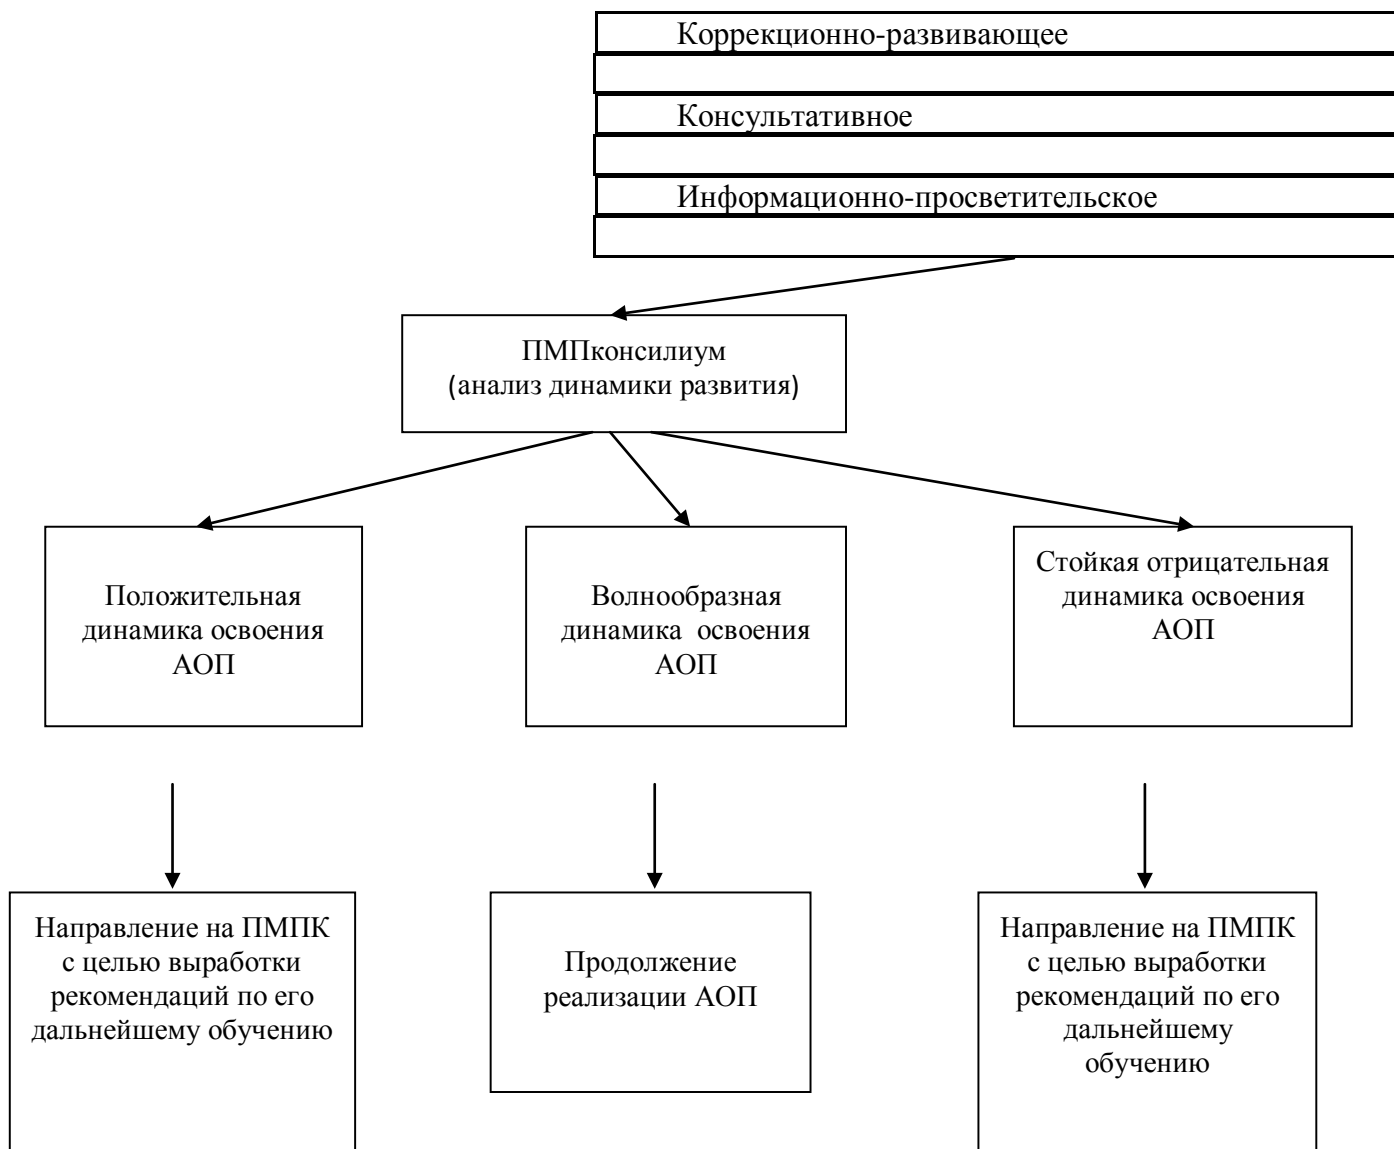 Коррекционно-развивающее
Консультативное
Информационно-просветительское
ПМПконсилиум
(анализ динамики развития)
Положительная
динамика освоения
АОП
Волнообразная
динамика  освоения
АОП
Стойкая отрицательная
динамика освоения
АОП
Направление на ПМПК
с целью выработки
рекомендаций по его
дальнейшему обучению
Продолжение
реализации АОП
Направление на ПМПК
с целью выработки
рекомендаций по его
дальнейшему
обучению